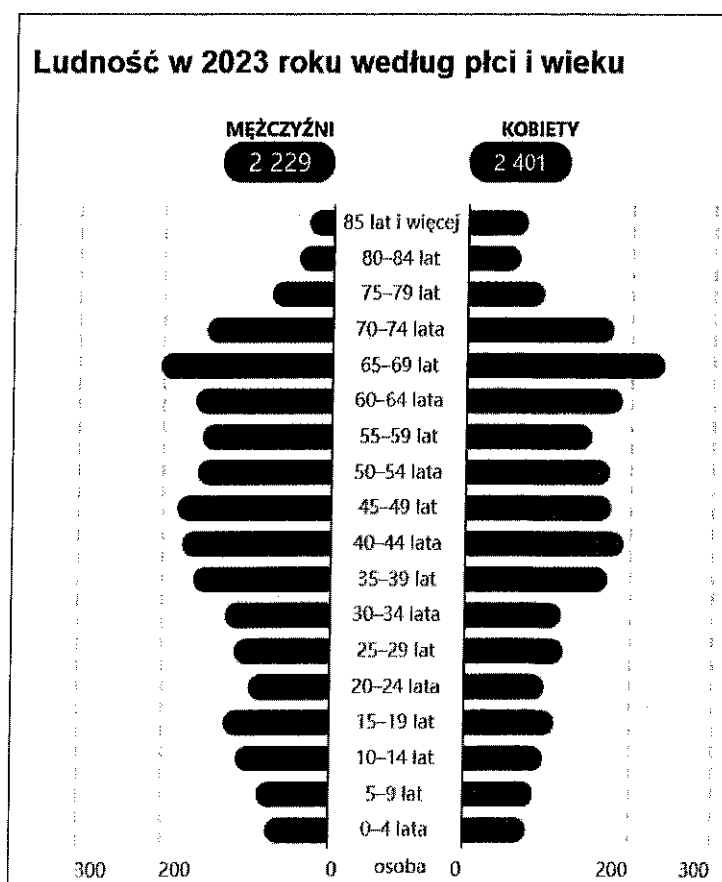 Ludność w 2023 roku według płci i wieku
MĘŻCZYŹNI KOBIETY
2 229 2 401
85 lat i więcej
80–84 lat
75–79 lat
70–74 lata
65–69 lat
60–64 lata
55–59 lat
50–54 lata
45–49 lat
40–44 lata
35–39 lat
30–34 lata
25–29 lat
20–24 lata
15–19 lat
10–14 lat
5–9 lat
0–4 lata
300 200 0 osoba 0 200 300